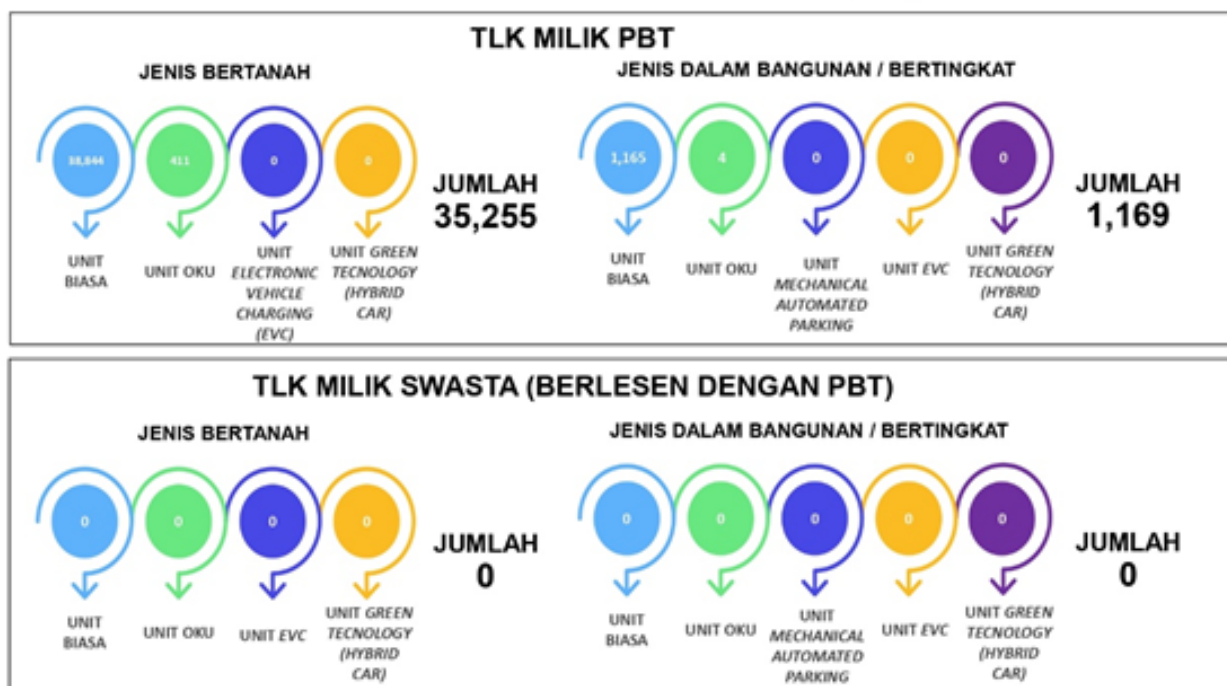 TLK MILIK PBT
JENIS BERTANAH
38,844
411
0
0
JUMLAH
35,255
UNIT
BIASA
UNIT OKU
UNIT
ELECTRONIC
VEHICLE
CHARGING
(EVC)
UNIT GREEN
TECNOLOGY
(HYBRID
CAR)
JENIS DALAM BANGUNAN / BERTINGKAT
1,165
4
0
0
0
JUMLAH
1,169
UNIT
BIASA
UNIT OKU
UNIT
MECHANICAL
AUTOMATED
PARKING
UNIT EVC
UNIT GREEN
TECNOLOGY
(HYBRID
CAR)
TLK MILIK SWASTA (BERLESEN DENGAN PBT)
JENIS BERTANAH
0
0
0
0
JUMLAH
0
UNIT
BIASA
UNIT OKU
UNIT EVC
UNIT GREEN
TECNOLOGY
(HYBRID
CAR)
JENIS DALAM BANGUNAN / BERTINGKAT
0
0
0
0
0
JUMLAH
0
UNIT
BIASA
UNIT OKU
UNIT
MECHANICAL
AUTOMATED
PARKING
UNIT EVC
UNIT GREEN
TECNOLOGY
(HYBRID
CAR)